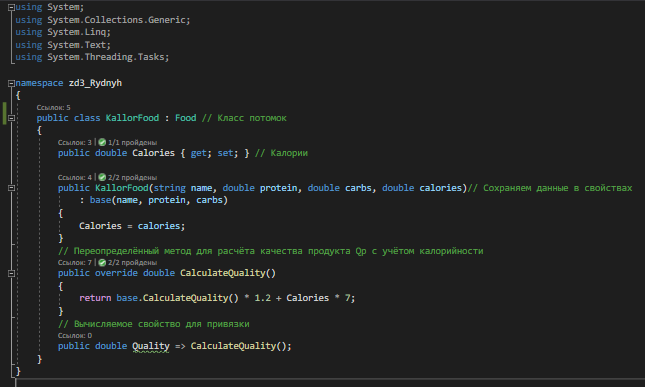 using System;
using System.Collections.Generic;
using System.Linq;
using System.Text;
using System.Threading.Tasks;
namespace zd3_Rydnyh
{
Ссылок: 5
public class KallorFood : Food // Класс потомок
{
Ссылок: 3 | 1/1 пройдены
public double Calories { get; set; } // Калории
Ссылок: 4 | 2/2 пройдены
public KallorFood(string name, double protein, double carbs, double calories)// Сохраняем данные в свойствах
: base(name, protein, carbs)
{
Calories = calories;
}
// Переопределённый метод для расчёта качества продукта Qp с учётом калорийности
Ссылок: 7 | 2/2 пройдены
public override double CalculateQuality()
{
return base.CalculateQuality() * 1.2 + Calories * 7;
}
// Вычисляемое свойство для привязки
Ссылок: 0
public double Quality => CalculateQuality();
}
}